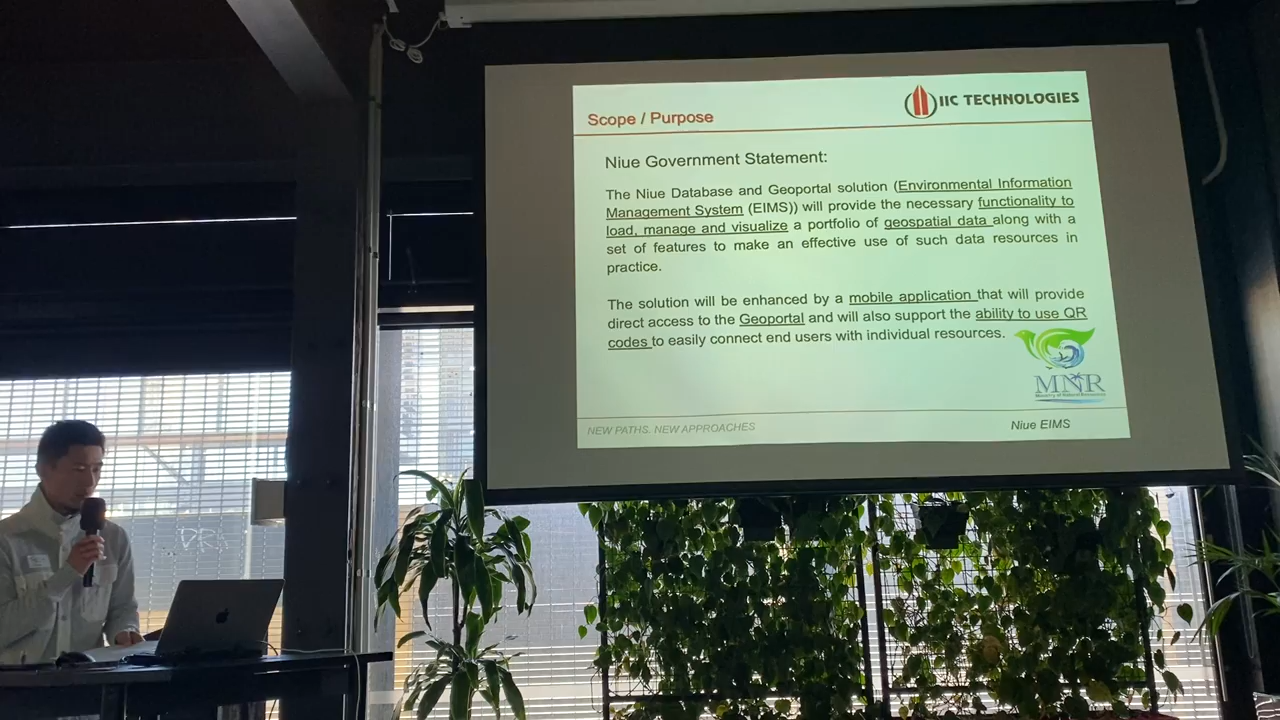 IIC TECHNOLOGIES
Scope / Purpose
Niue Government Statement:
The Niue Database and Geoportal solution (Environmental Information
Management System (EIMS)) will provide the necessary functionality to
load, manage and visualize a portfolio of geospatial data along with a
set of features to make an effective use of such data resources in
practice.
The solution will be enhanced by a mobile application that will provide
direct access to the Geoportal and will also support the ability to use QR
codes to easily connect end users with individual resources.
MNR
Ministry of Natural Resources
NEW PATHS. NEW APPROACHES
Niue EIMS